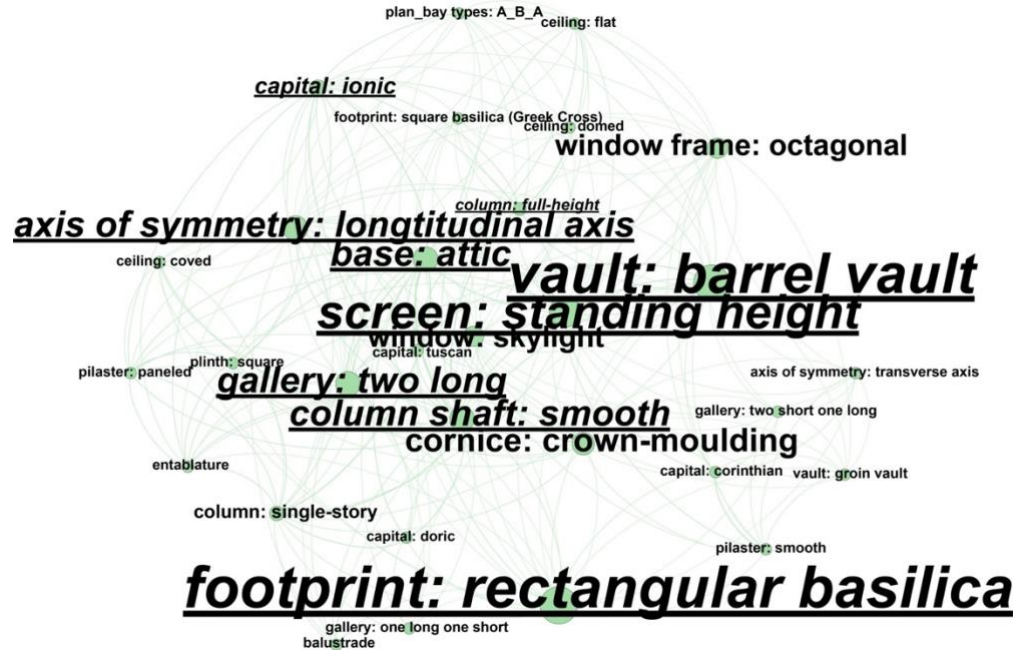 plan_bay types: A_B_A
ceiling: flat
capital: ionic
footprint: square basilica (Greek Cross)
ceiling: domed
window frame: octagonal
column: full-height
axis of symmetry: longtitudinal axis
base: attic
ceiling: coved
vault: barrel vault
screen: standing height
window: skylight
capital: tuscan
plinth: square
pilaster: paneled
axis of symmetry: transverse axis
gallery: two long
column shaft: smooth
gallery: two short one long
cornice: crown-moulding
entablature
capital: corinthian
vault: groin vault
column: single-story
capital: doric
pilaster: smooth
footprint: rectangular basilica
gallery: one long one short
balustrade